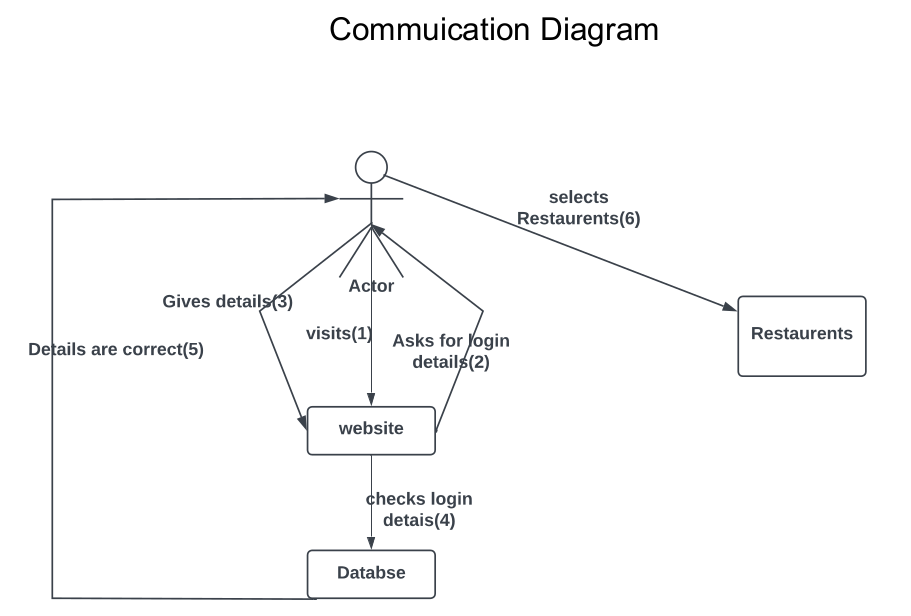 Commuication Diagram
selects
Restaurents(6)
Actor
Gives details(3)
visits(1)
Asks for login
details(2)
Restaurents
Details are correct(5)
website
checks login
detais(4)
Databse